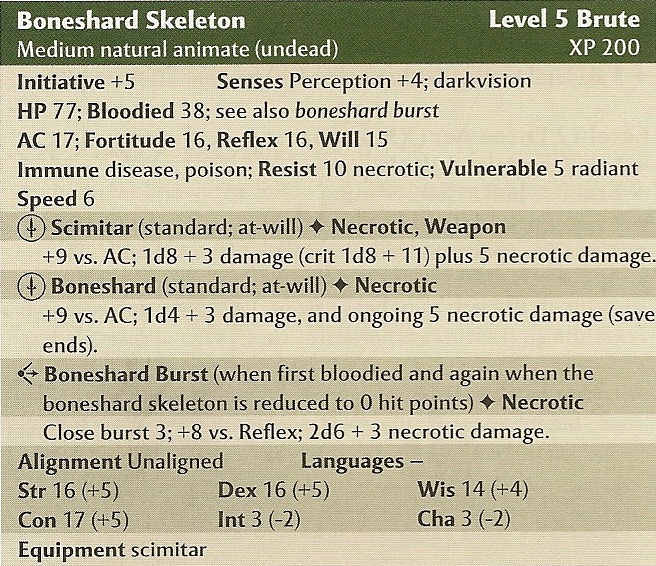 Boneshard Skeleton Level 5 Brute
Medium natural animate (undead) XP 200
Initiative +5 Senses Perception +4; darkvision
HP 77; Bloodied 38; see also boneshard burst
AC 17; Fortitude 16, Reflex 16, Will 15
Immune disease, poison; Resist 10 necrotic; Vulnerable 5 radiant
Speed 6
Scimitar (standard; at-will) ✦ Necrotic, Weapon
+9 vs. AC; 1d8 + 3 damage (crit 1d8 + 11) plus 5 necrotic damage.
Boneshard (standard; at-will) ✦ Necrotic
+9 vs. AC; 1d4 + 3 damage, and ongoing 5 necrotic damage (save
ends).
Boneshard Burst (when first bloodied and again when the
boneshard skeleton is reduced to 0 hit points) ✦ Necrotic
Close burst 3; +8 vs. Reflex; 2d6 + 3 necrotic damage.
Alignment Unaligned Languages –
Str 16 (+5) Dex 16 (+5) Wis 14 (+4)
Con 17 (+5) Int 3 (-2) Cha 3 (-2)
Equipment scimitar